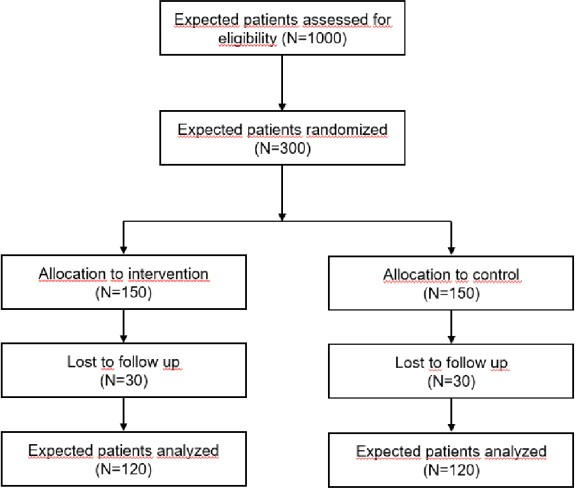 Expected patients assessed for
eligibility (N=1000)
Expected patients randomized
(N=300)
Allocation to intervention
(N=150)
Allocation to control
(N=150)
Lost to follow up
(N=30)
Lost to follow up
(N=30)
Expected patients analyzed
(N=120)
Expected patients analyzed
(N=120)